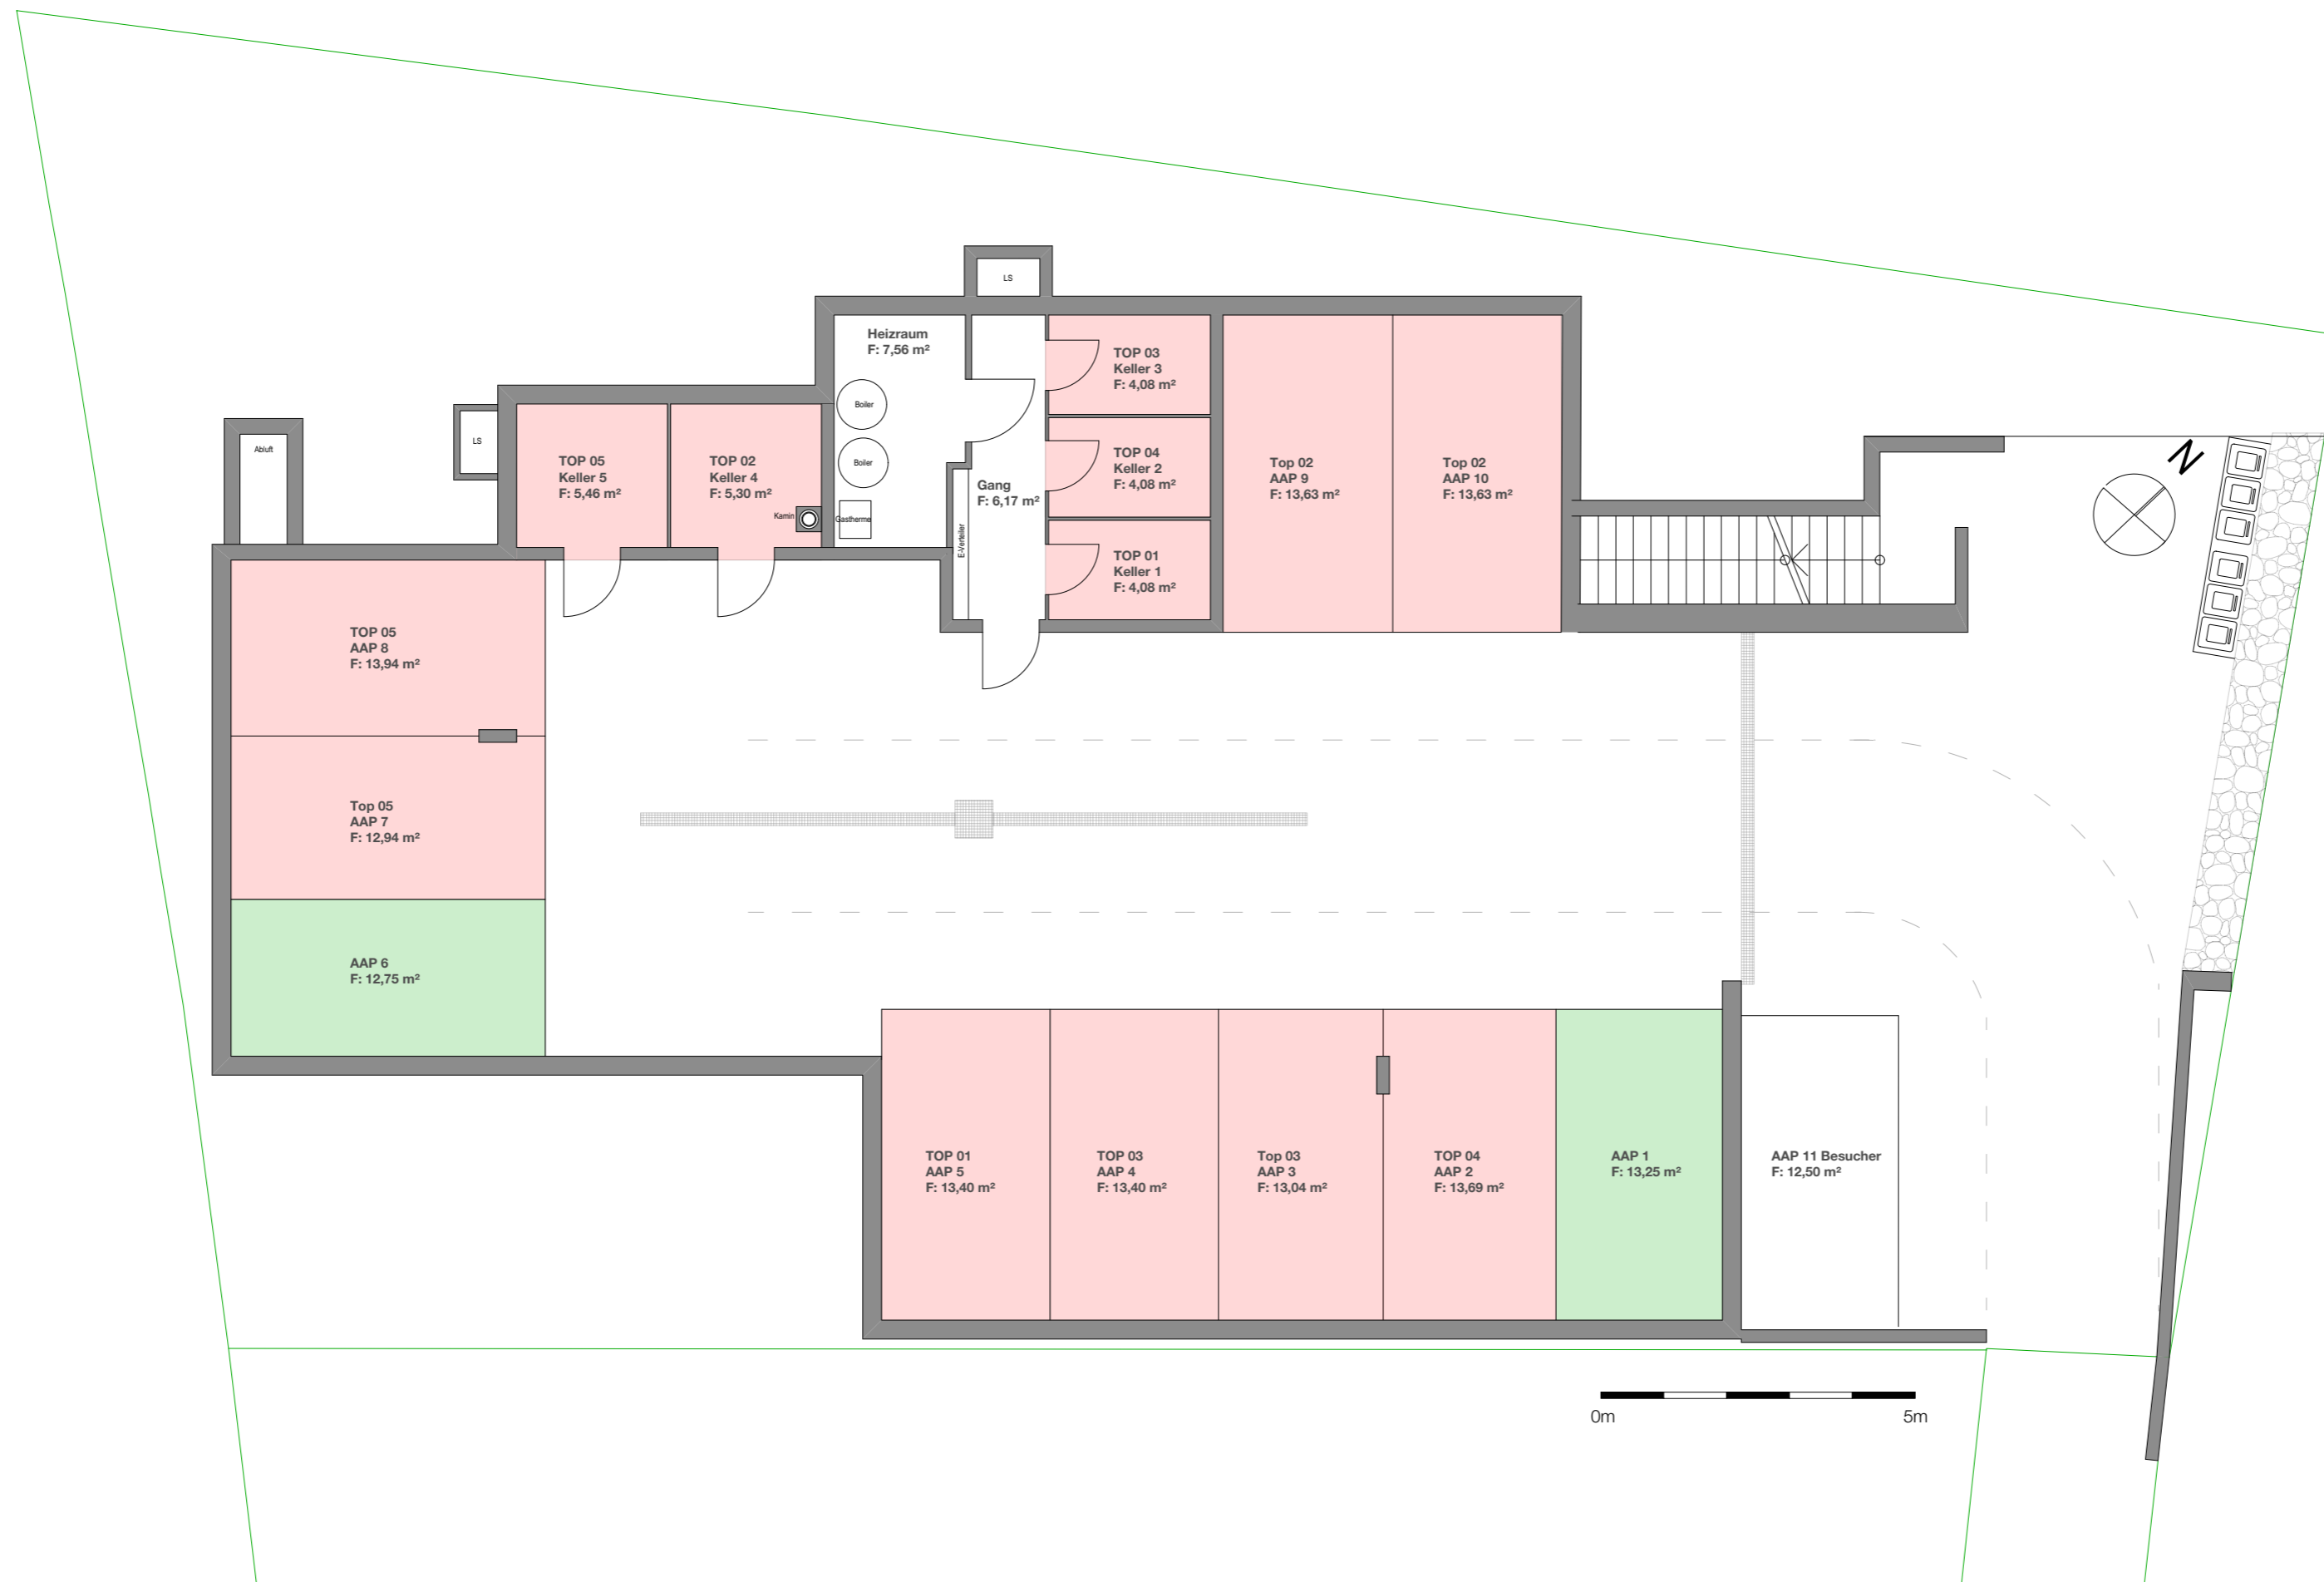 LS
Heizraum
F: 7,56 m²
TOP 03
Keller 3
F: 4,08 m²
Boiler
Boiler
LS
Abluft
TOP 05
Keller 5
F: 5,46 m²
TOP 02
Keller 4
F: 5,30 m²
Kamin
Gastherme
E-Verteiler
Gang
F: 6,17 m²
TOP 04
Keller 2
F: 4,08 m²
TOP 01
Keller 1
F: 4,08 m²
Top 02
AAP 9
F: 13,63 m²
Top 02
AAP 10
F: 13,63 m²
N
TOP 05
AAP 8
F: 13,94 m²
Top 05
AAP 7
F: 12,94 m²
AAP 6
F: 12,75 m²
TOP 01
AAP 5
F: 13,40 m²
TOP 03
AAP 4
F: 13,40 m²
Top 03
AAP 3
F: 13,04 m²
TOP 04
AAP 2
F: 13,69 m²
AAP 1
F: 13,25 m²
AAP 11 Besucher
F: 12,50 m²
0m
5m